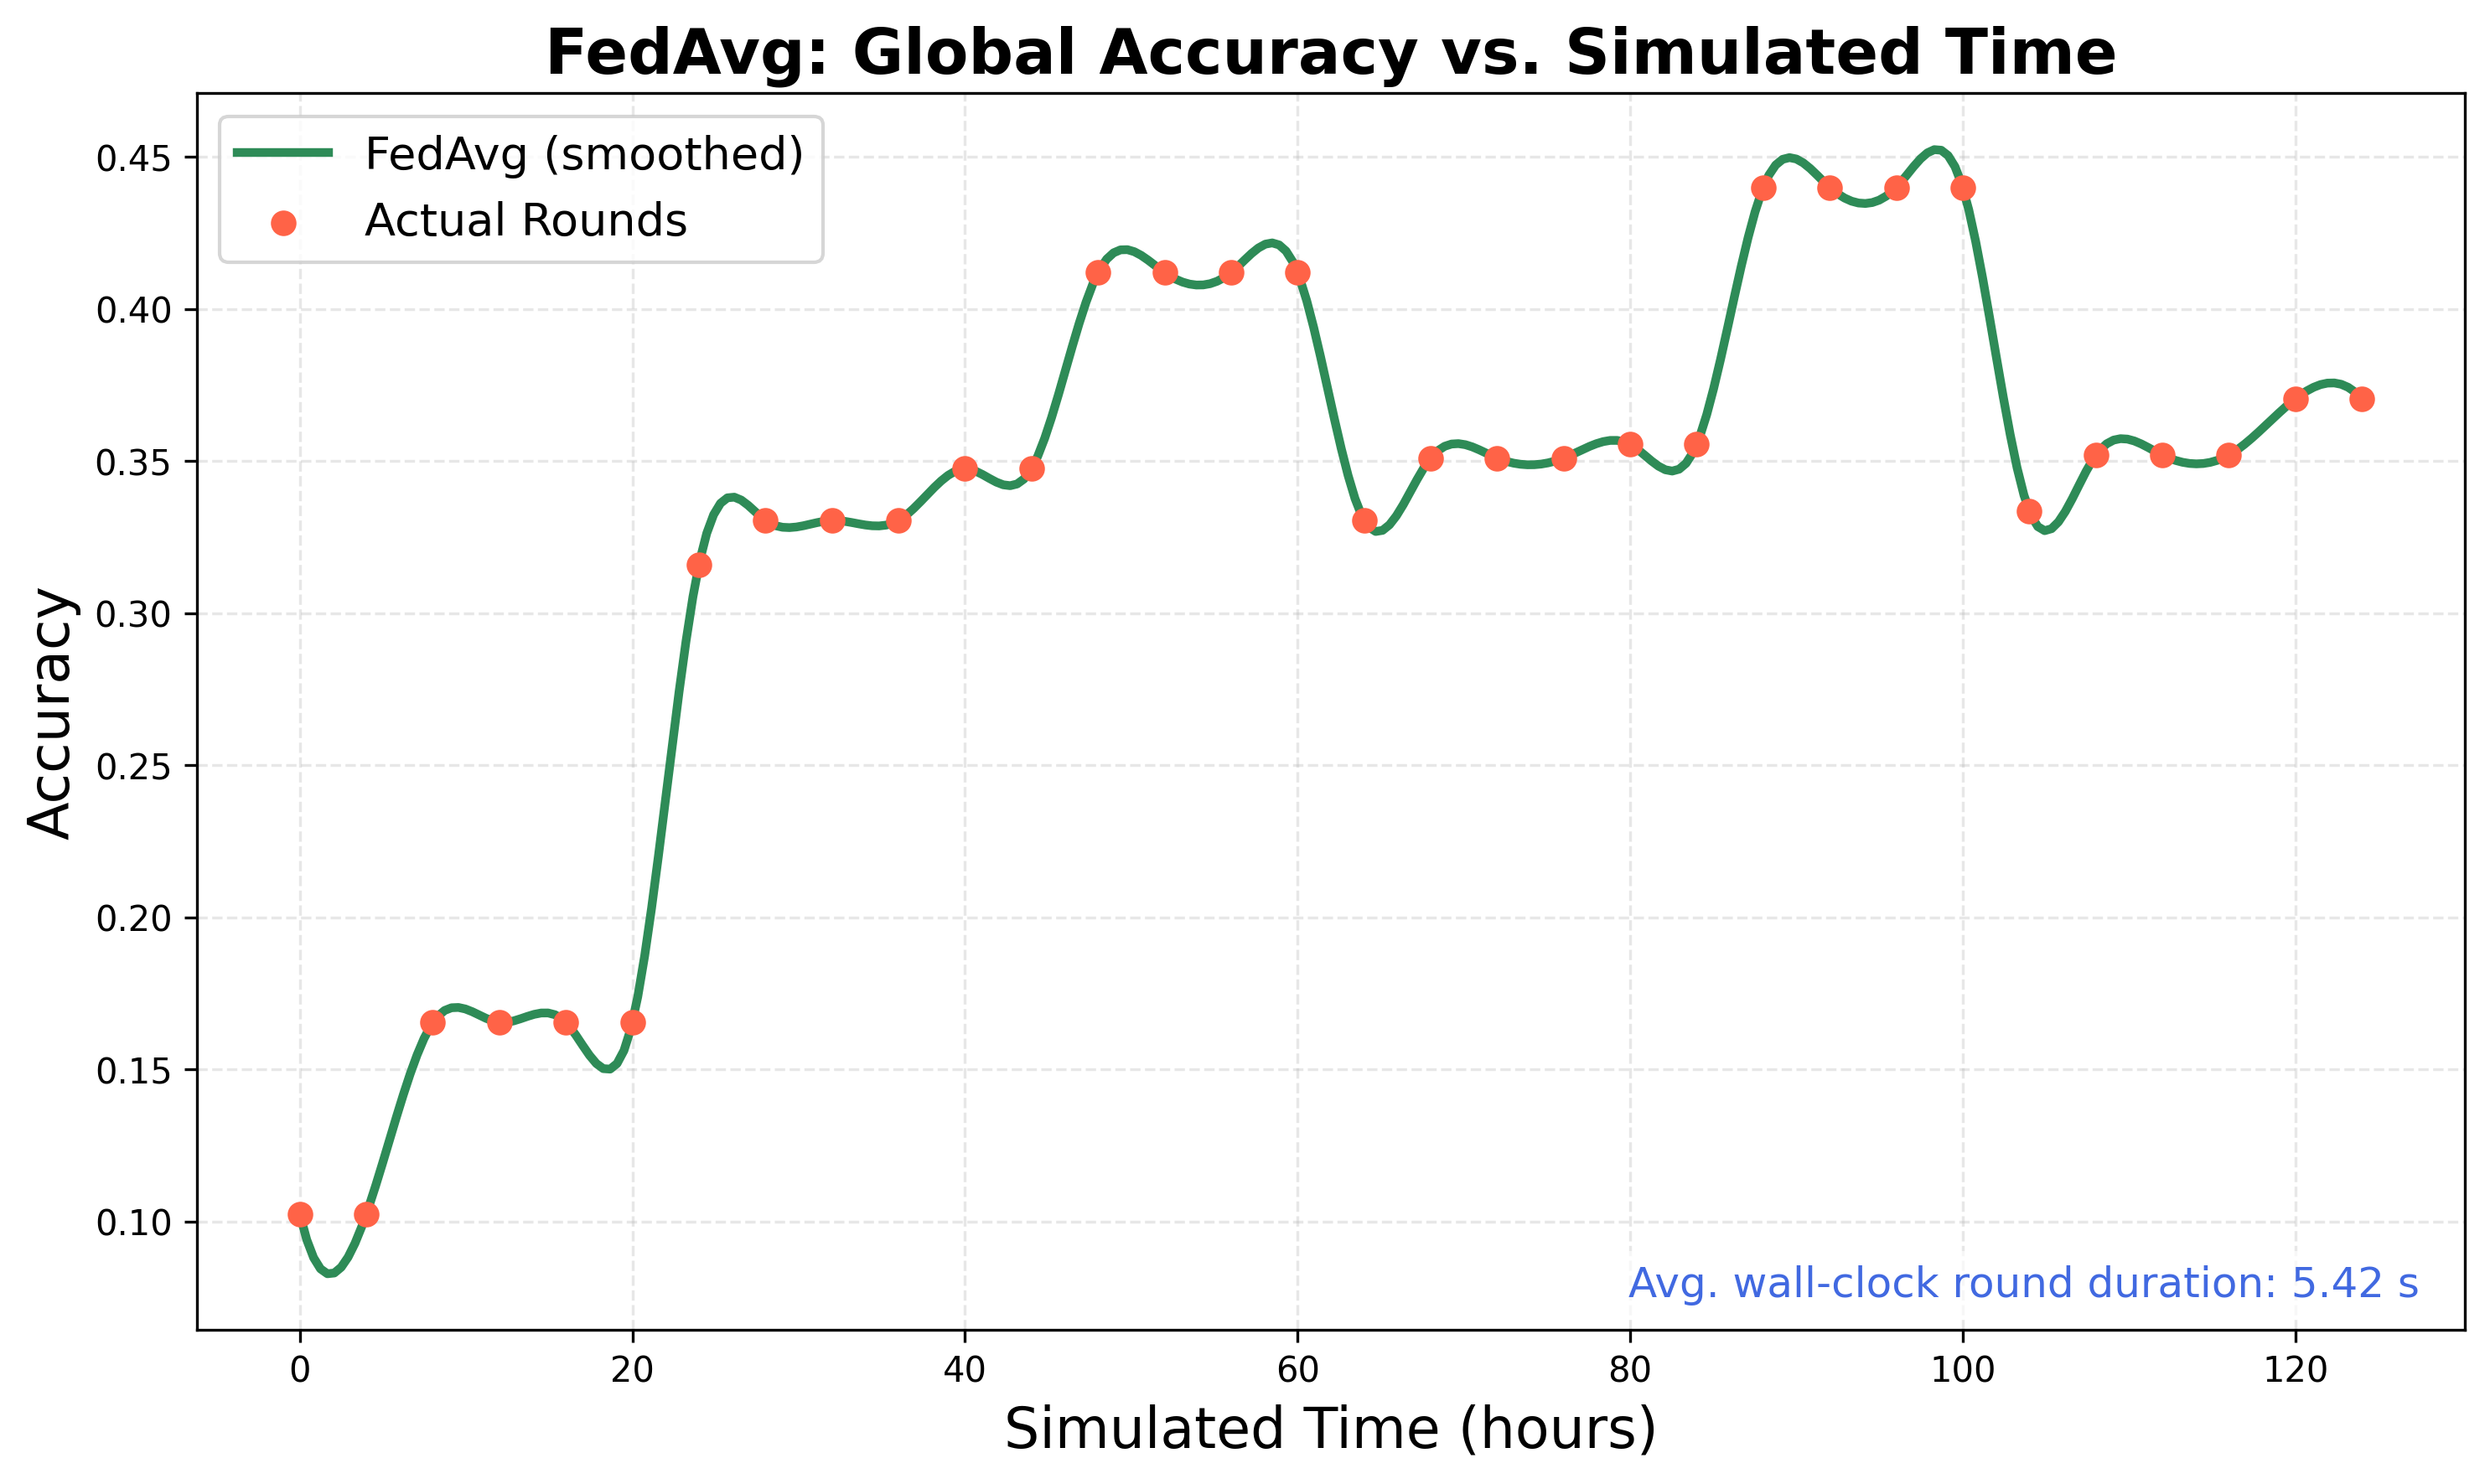 FedAvg: Global Accuracy vs. Simulated Time
FedAvg (smoothed)
Actual Rounds
Accuracy
0.45
0.40
0.35
0.30
0.25
0.20
0.15
0.10
Avg. wall-clock round duration: 5.42 s
0 20 40 60 80 100 120
Simulated Time (hours)